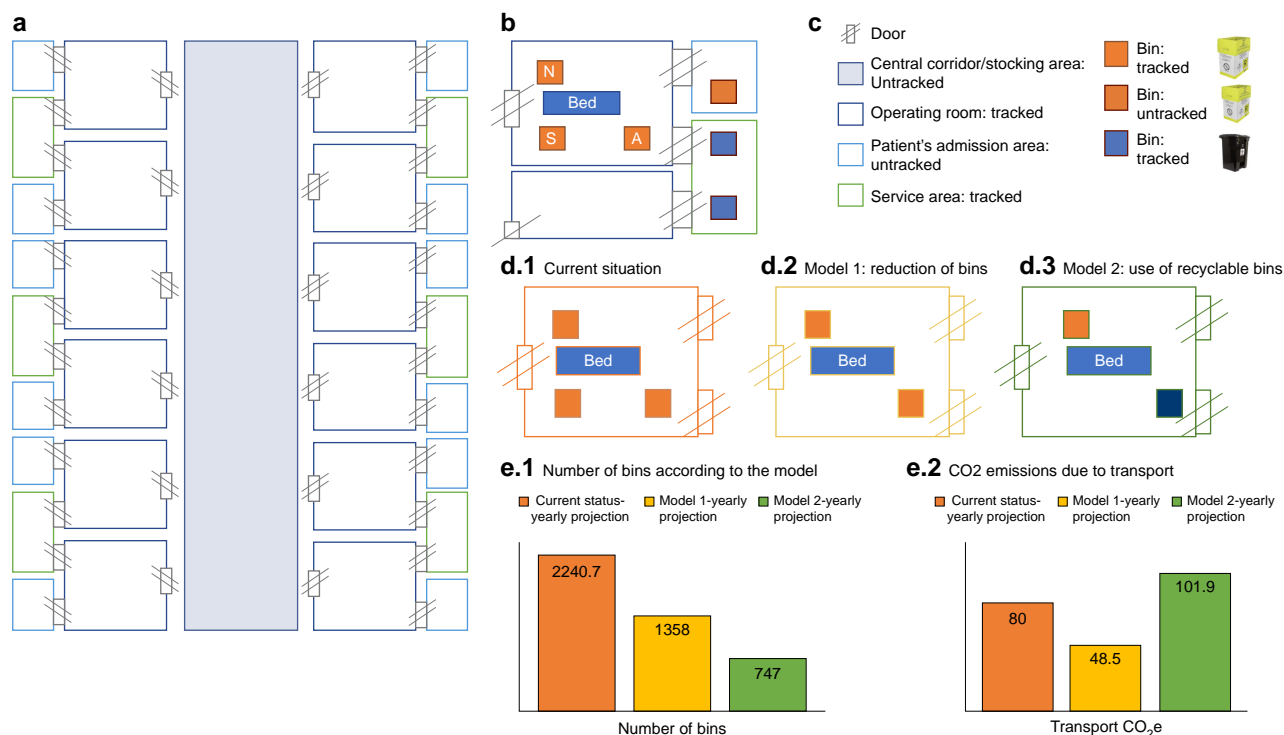 a
b
N
Bed
S
A
c
Door
Central corridor/stocking area:
Untracked
Operating room: tracked
Patient's admission area:
untracked
Service area: tracked
Bin:
tracked
Bin:
untracked
Bin:
tracked
d.1 Current situation
Bed
d.2 Model 1: reduction of bins
Bed
d.3 Model 2: use of recyclable bins
Bed
e.1 Number of bins according to the model
Current status-
yearly projection
Model 1-yearly
projection
Model 2-yearly
projection
2240.7
1358
747
Number of bins
e.2 CO2 emissions due to transport
Current status-
yearly projection
Model 1-yearly
projection
Model 2-yearly
projection
80
48.5
101.9
Transport CO₂e